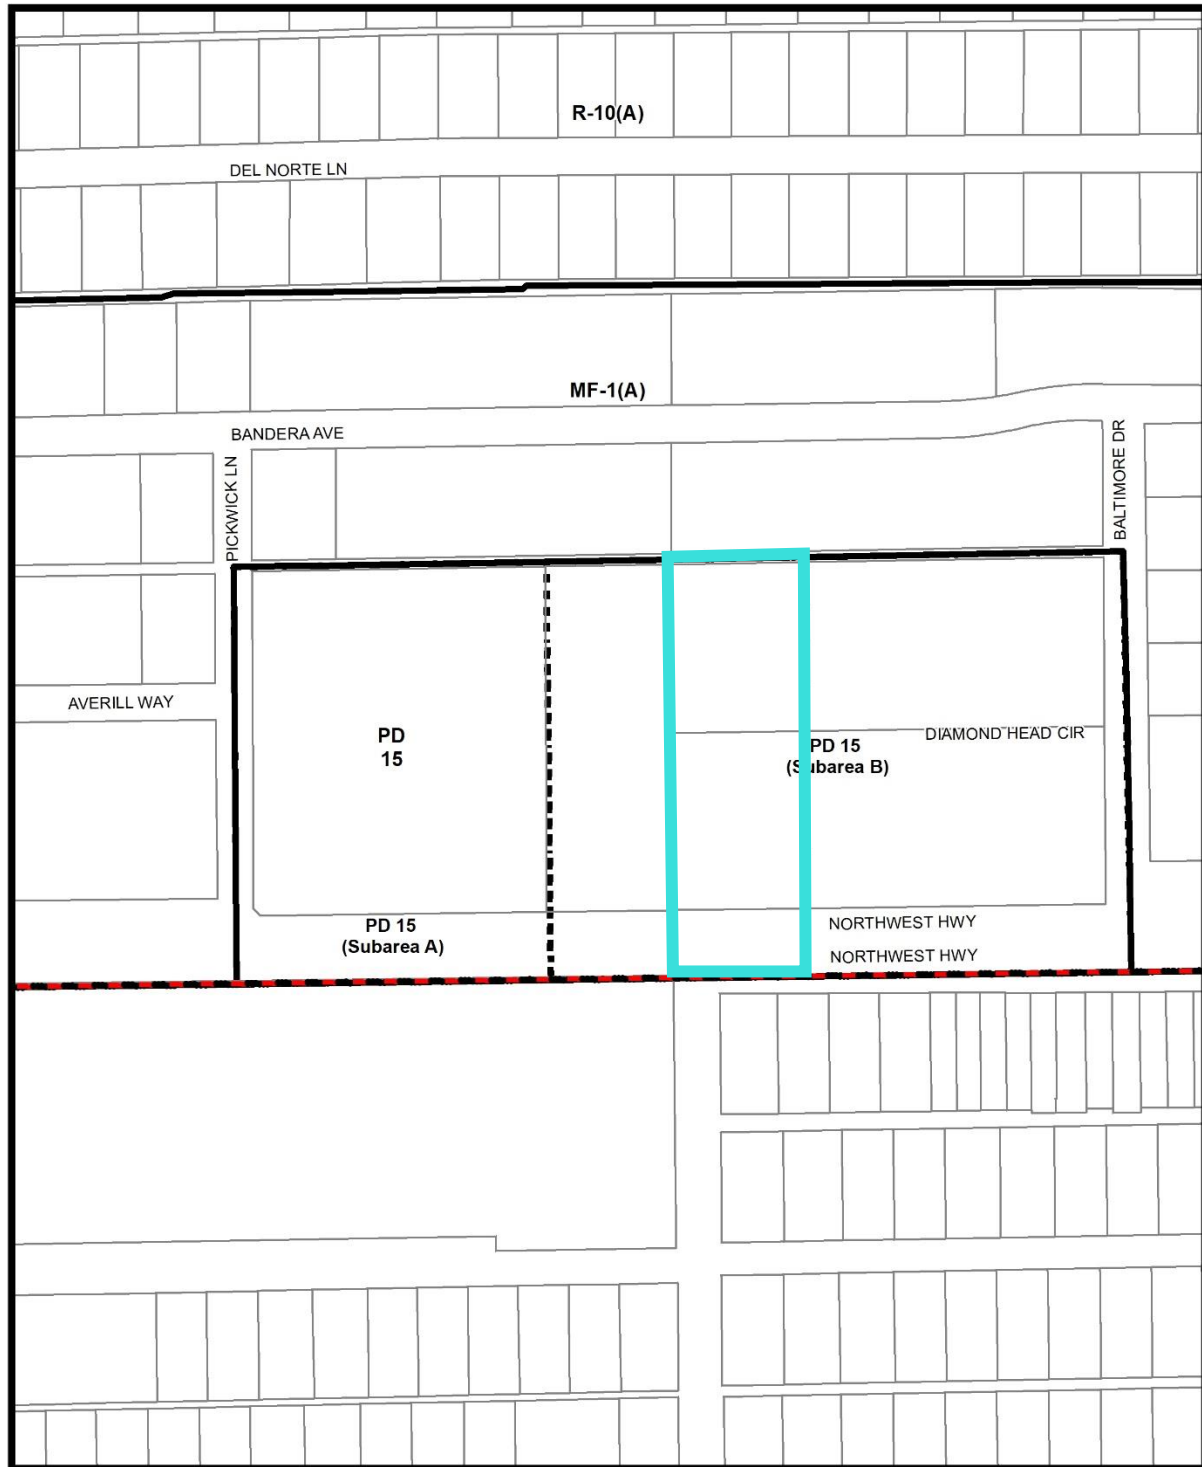 R-10(A)
DEL NORTE LN
MF-1(A)
BANDERA AVE
PICKWICK LN
BALTIMORE DR
AVERILL WAY
PD
15
DIAMOND HEAD CIR
PD 15
(Subarea B)
PD 15
(Subarea A)
NORTHWEST HWY
NORTHWEST HWY